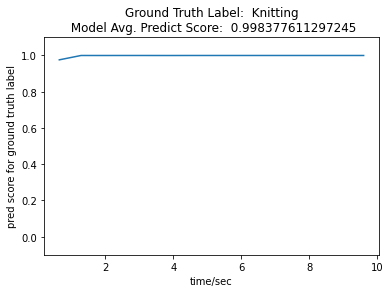 Ground Truth Label:  Knitting
Model Avg. Predict Score:  0.998377611297245
1.0
0.8
0.6
0.4
0.2
0.0
pred score for ground truth label
2 4 6 8 10
time/sec